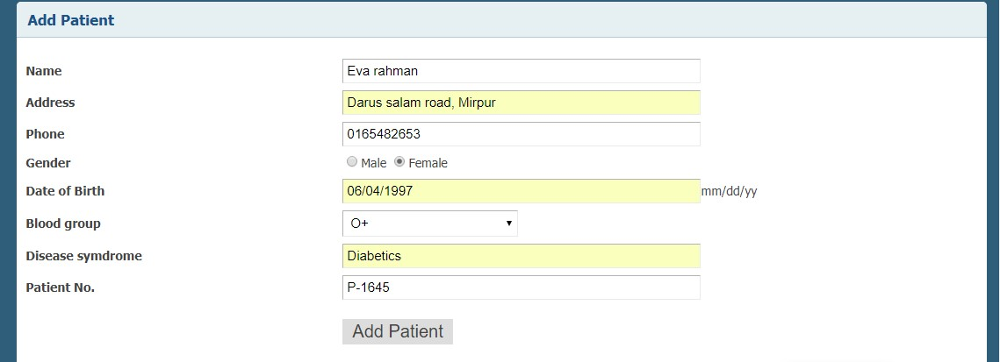 Add Patient
Name Eva rahman
Address Darus salam road, Mirpur
Phone 0165482653
Gender Male Female
Date of Birth 06/04/1997 mm/dd/yy
Blood group O+
Disease symdrome Diabetics
Patient No. P-1645
Add Patient